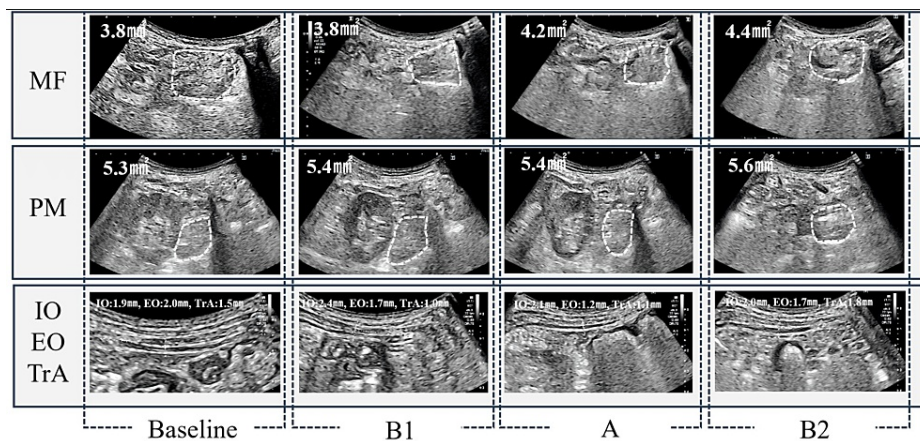 MF
3.8mm²
3.8mm²
4.2mm²
4.4mm²
PM
5.3mm²
5.4mm²
5.4mm²
5.6mm²
IO
EO
TrA
IO:1.9mm, EO:2.0mm, TrA:1.5mm
IO:2.4mm, EO:1.7mm, TrA:1.0mm
IO:2.1mm, EO:1.2mm, TrA:1.1mm
IO:2.0mm, EO:1.7mm, TrA:1.8mm
Baseline
B1
A
B2